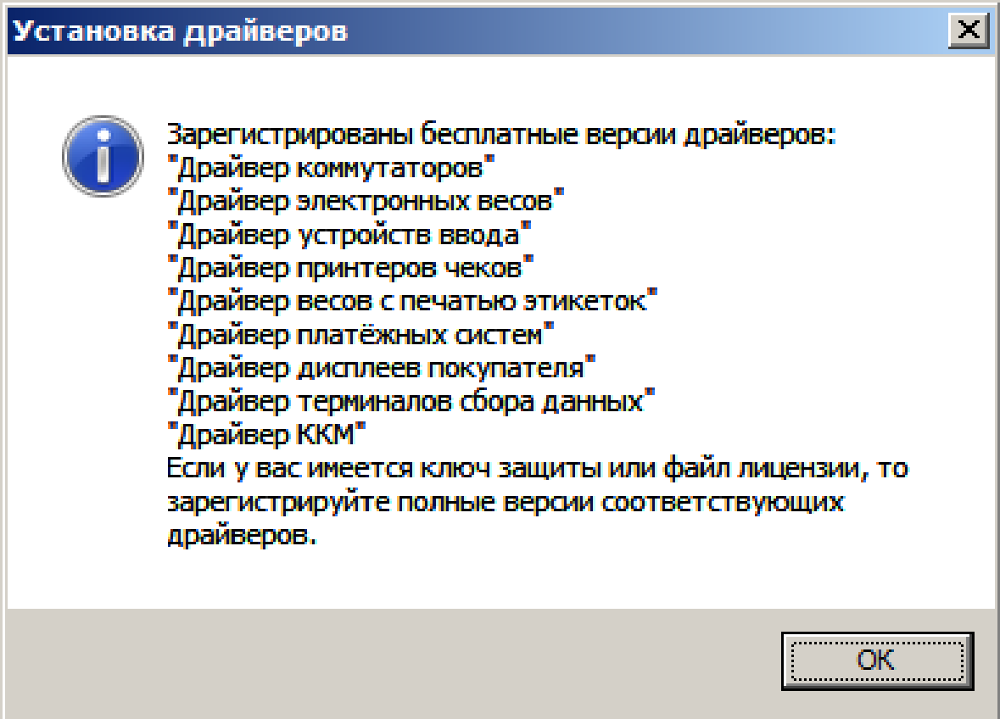 Установка драйверов
Зарегистрированы бесплатные версии драйверов:
"Драйвер коммутаторов"
"Драйвер электронных весов"
"Драйвер устройств ввода"
"Драйвер принтеров чеков"
"Драйвер весов с печатью этикеток"
"Драйвер платёжных систем"
"Драйвер дисплеев покупателя"
"Драйвер терминалов сбора данных"
"Драйвер ККМ"
Если у вас имеется ключ защиты или файл лицензии, то
зарегистрируйте полные версии соответствующих
драйверов.
ОК